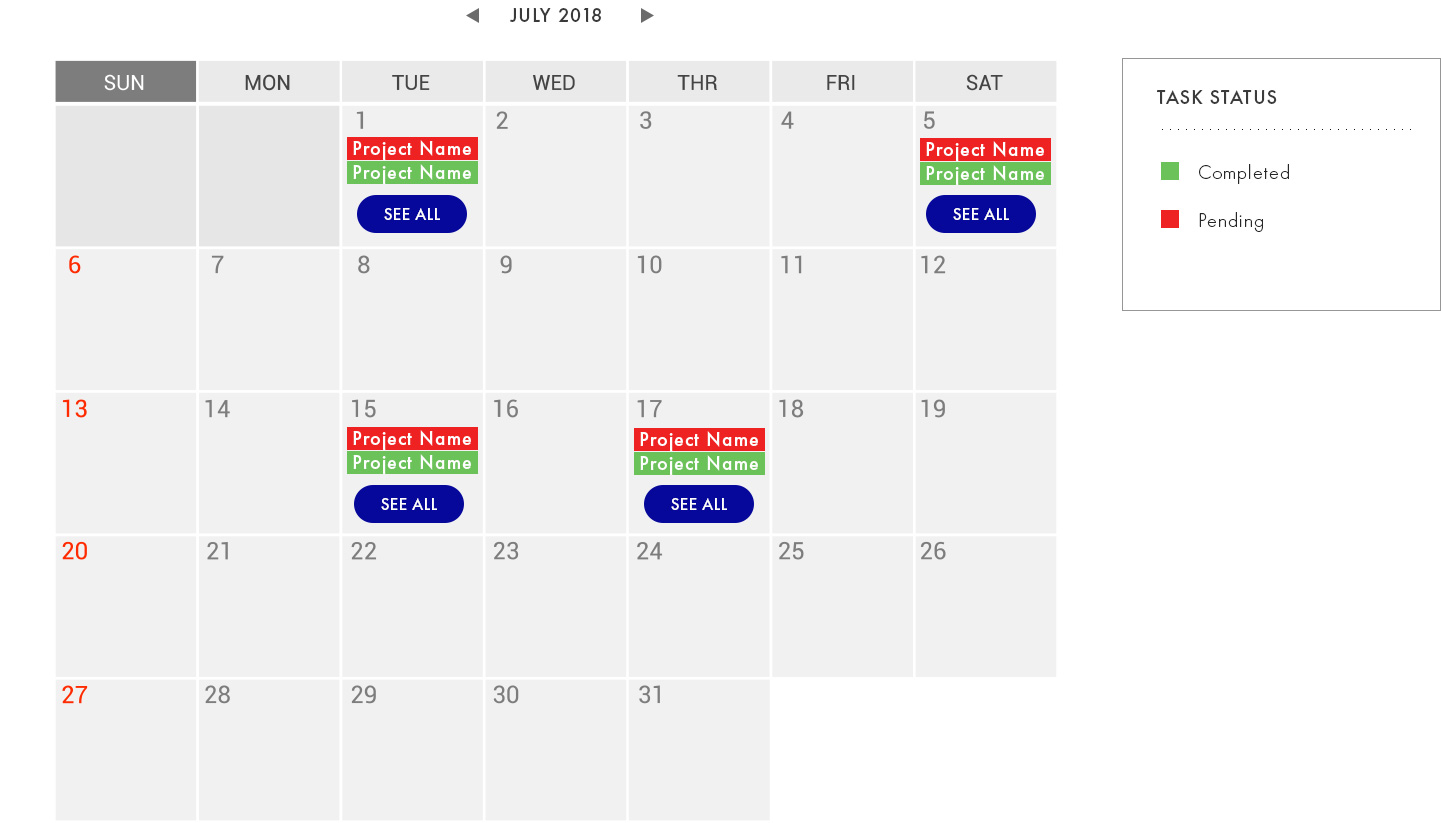 JULY 2018
SUN MON TUE WED THR FRI SAT
1 2 3 4 5
Project Name Project Name
Project Name Project Name
SEE ALL SEE ALL
6 7 8 9 10 11 12
13 14 15 16 17 18 19
Project Name Project Name
Project Name Project Name
SEE ALL SEE ALL
20 21 22 23 24 25 26
27 28 29 30 31
TASK STATUS
Completed
Pending